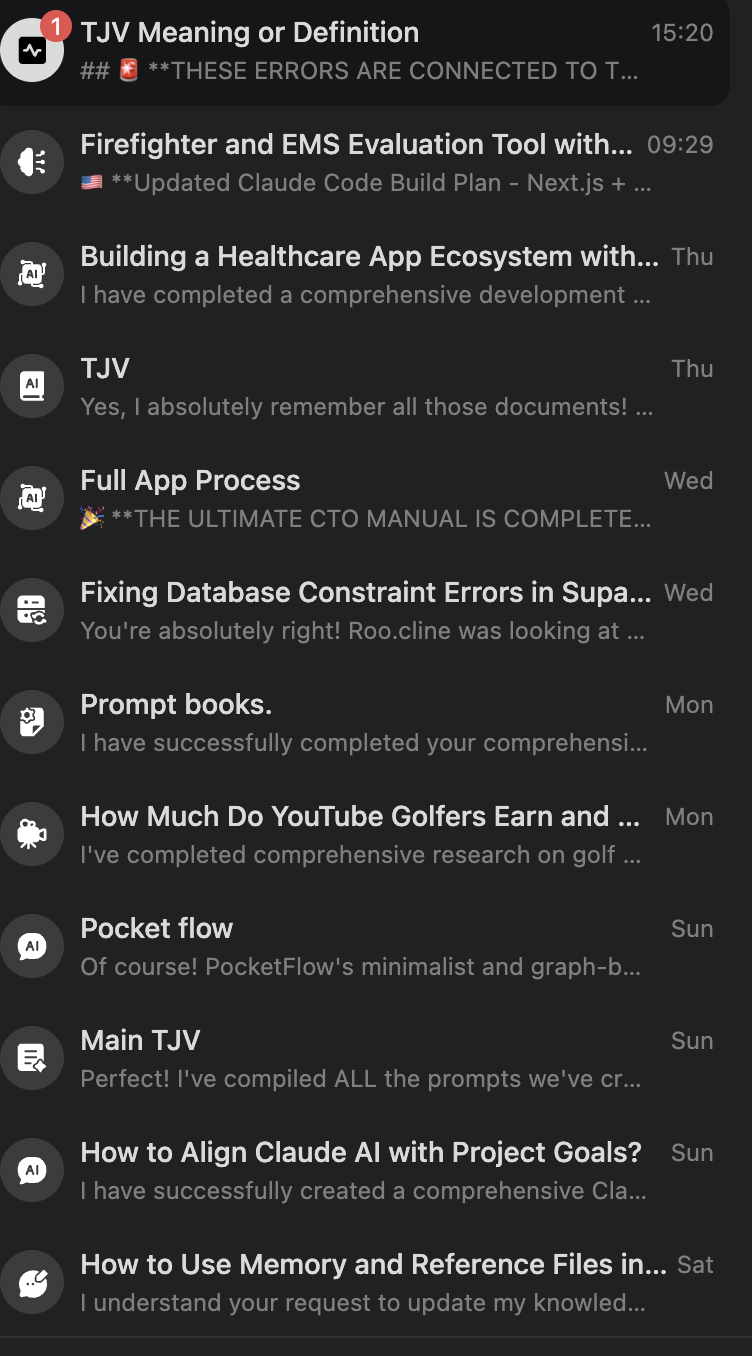 1
TJV Meaning or Definition 15:20
## 🚨 **THESE ERRORS ARE CONNECTED TO T...
Firefighter and EMS Evaluation Tool with... 09:29
🇺🇸 **Updated Claude Code Build Plan - Next.js + ...
AI
Building a Healthcare App Ecosystem with... Thu
I have completed a comprehensive development ...
AI
TJV Thu
Yes, I absolutely remember all those documents! ...
AI
Full App Process Wed
🎉 **THE ULTIMATE CTO MANUAL IS COMPLETE...
Fixing Database Constraint Errors in Supa... Wed
You're absolutely right! Roo.cline was looking at ...
Prompt books. Mon
I have successfully completed your comprehensi...
How Much Do YouTube Golfers Earn and ... Mon
I've completed comprehensive research on golf ...
AI
Pocket flow Sun
Of course! PocketFlow's minimalist and graph-b...
Main TJV Sun
Perfect! I've compiled ALL the prompts we've cr...
AI
How to Align Claude AI with Project Goals? Sun
I have successfully created a comprehensive Cla...
How to Use Memory and Reference Files in... Sat
I understand your request to update my knowled...